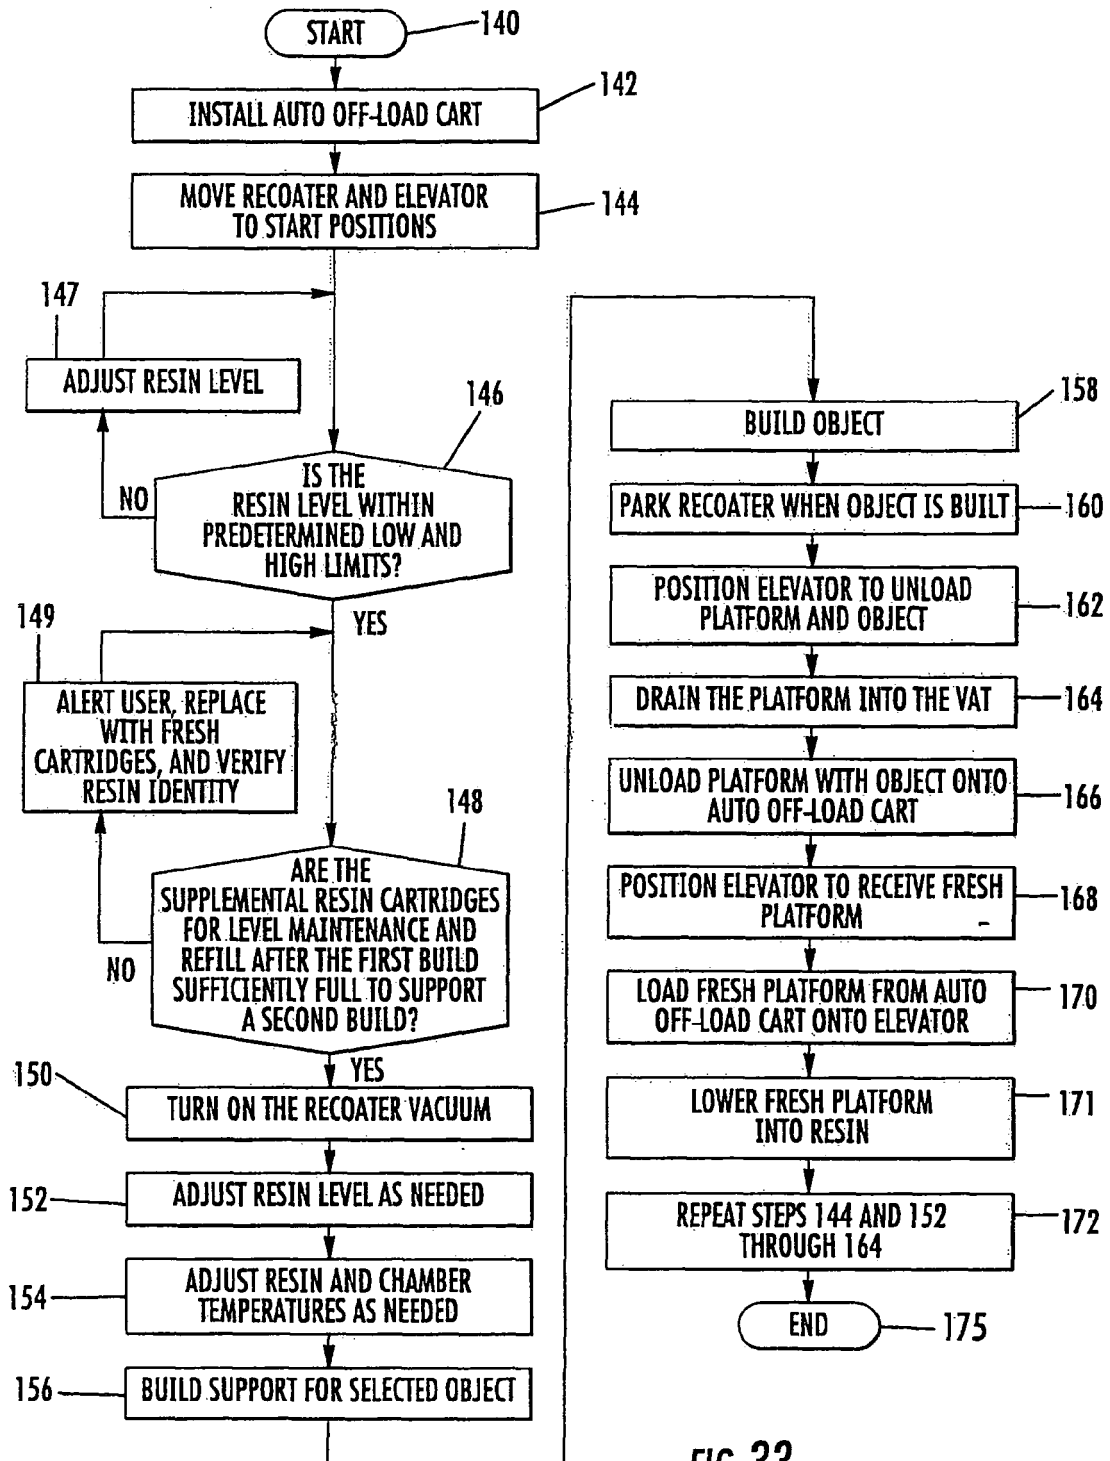 START
140
INSTALL AUTO OFF-LOAD CART
142
MOVE RECOATER AND ELEVATOR
TO START POSITIONS
144
147
ADJUST RESIN LEVEL
146
IS THE
RESIN LEVEL WITHIN
PREDETERMINED LOW AND
HIGH LIMITS?
NO
YES
149
ALERT USER, REPLACE
WITH FRESH
CARTRIDGES, AND VERIFY
RESIN IDENTITY
148
ARE THE
SUPPLEMENTAL RESIN CARTRIDGES
FOR LEVEL MAINTENANCE AND
REFILL AFTER THE FIRST BUILD
SUFFICIENTLY FULL TO SUPPORT
A SECOND BUILD?
NO
YES
150
TURN ON THE RECOATER VACUUM
152
ADJUST RESIN LEVEL AS NEEDED
154
ADJUST RESIN AND CHAMBER
TEMPERATURES AS NEEDED
156
BUILD SUPPORT FOR SELECTED OBJECT
158
BUILD OBJECT
PARK RECOATER WHEN OBJECT IS BUILT
160
POSITION ELEVATOR TO UNLOAD
PLATFORM AND OBJECT
162
DRAIN THE PLATFORM INTO THE VAT
164
UNLOAD PLATFORM WITH OBJECT ONTO
AUTO OFF-LOAD CART
166
POSITION ELEVATOR TO RECEIVE FRESH
PLATFORM
168
LOAD FRESH PLATFORM FROM AUTO
OFF-LOAD CART ONTO ELEVATOR
170
LOWER FRESH PLATFORM
INTO RESIN
171
REPEAT STEPS 144 AND 152
THROUGH 164
172
END
175
FIG. 33